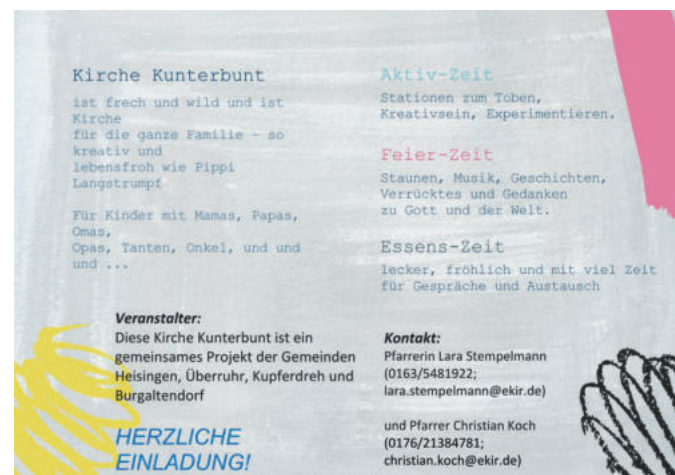 Kirche Kunterbunt
ist frech und wild und ist
Kirche
für die ganze Familie – so
kreativ und
lebensfroh wie Pippi
Langstrumpf
Für Kinder mit Mamas, Papas,
Omas,
Opas, Tanten, Onkel, und und
und ...
Aktiv-Zeit
Stationen zum Toben,
Kreativsein, Experimentieren.
Feier-Zeit
Staunen, Musik, Geschichten,
Verrücktes und Gedanken
zu Gott und der Welt.
Essens-Zeit
lecker, fröhlich und mit viel Zeit
für Gespräche und Austausch
Veranstalter:
Diese Kirche Kunterbunt ist ein
gemeinsames Projekt der Gemeinden
Heisingen, Überruhr, Kupferdreh und
Burgaltendorf
HERZLICHE
EINLADUNG!
Kontakt:
Pfarrerin Lara Stempelmann
(0163/5481922;
lara.stempelmann@ekir.de)
und Pfarrer Christian Koch
(0176/21384781;
christian.koch@ekir.de)